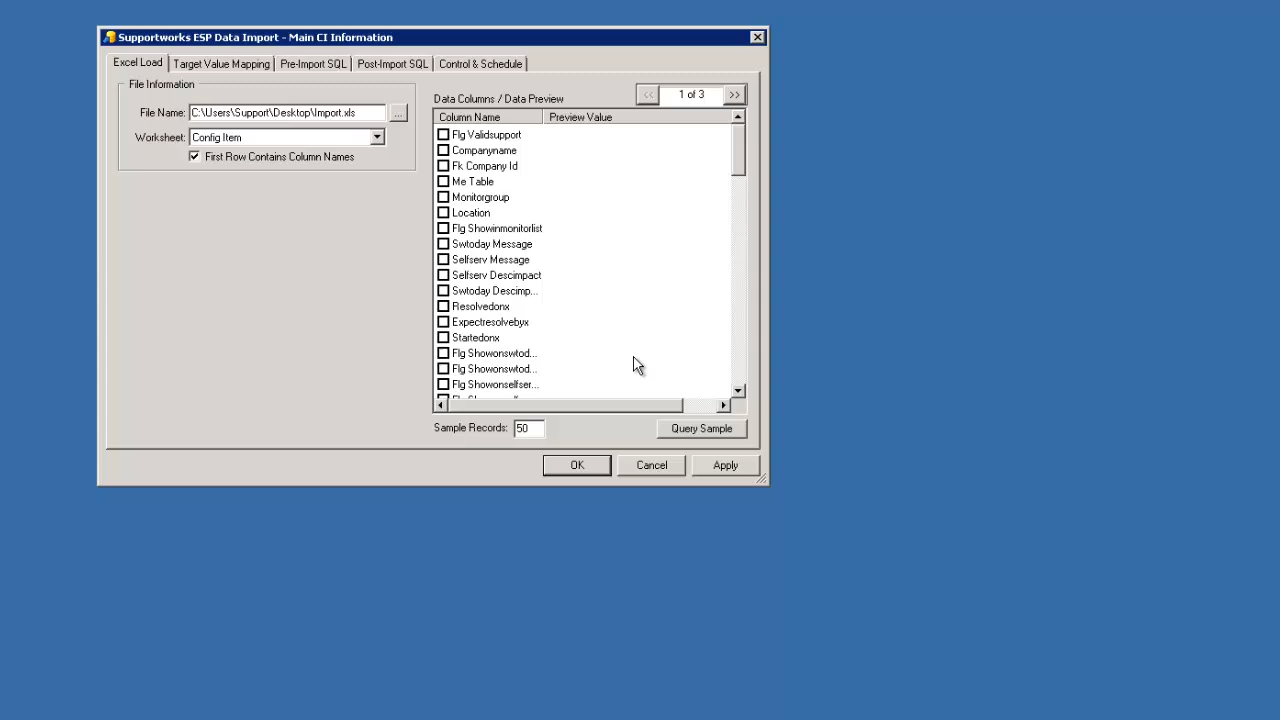 Supportworks ESP Data Import - Main CI Information
Excel Load
Target Value Mapping
Pre-Import SQL
Post-Import SQL
Control & Schedule
File Information
File Name: C:\Users\Support\Desktop\Import.xls ...
Worksheet: Config Item
First Row Contains Column Names
Data Columns / Data Preview
<< 1 of 3 >>
Column Name Preview Value
Flg Validsupport
Companyname
Fk Company Id
Me Table
Monitorgroup
Location
Flg Showinmonitorlist
Swtoday Message
Selfserv Message
Selfserv Descimpact
Swtoday Descimp...
Resolvedonx
Expectresolvebyx
Startedonx
Flg Showonswtod...
Flg Showonswtod...
Flg Showonselfser...
Sample Records: 50
Query Sample
OK
Cancel
Apply